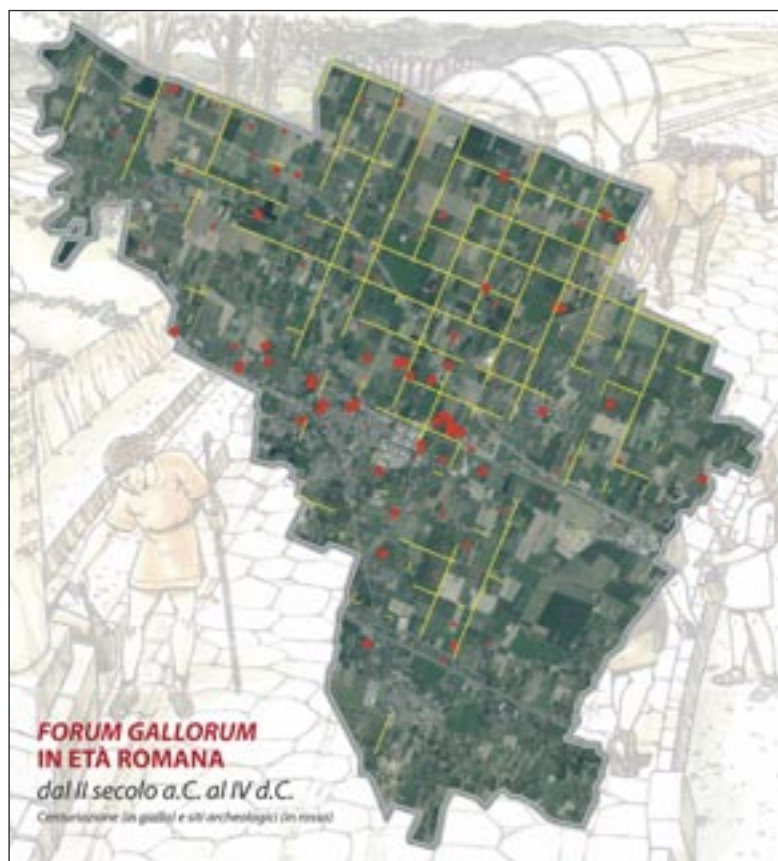 FORUM GALLORUM
IN ETÀ ROMANA
dal II secolo a.C. al IV d.C.
Centuriazione (in giallo) e siti archeologici (in rosso)